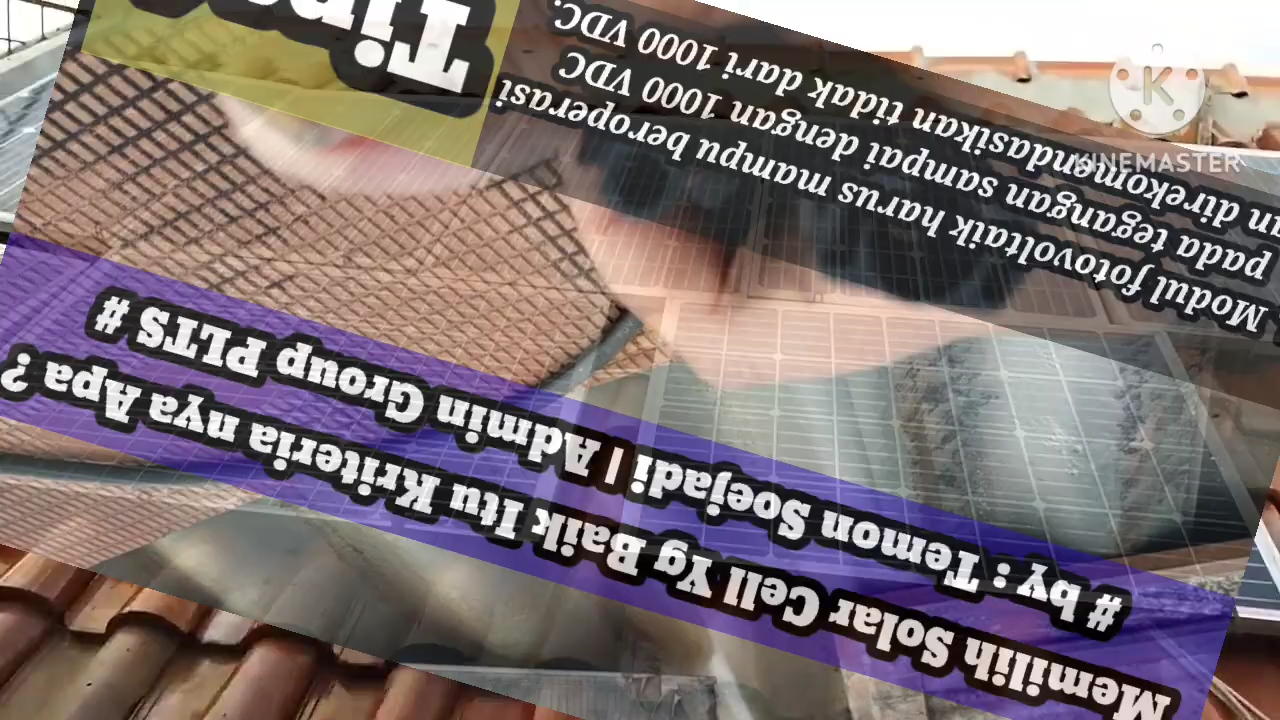 Memilih Solar Cell Yg Baik Itu Kriteria nya Apa ?
# by : Temon Soejadi | Admin Group PLTS #
Modul fotovoltaik harus mampu beroperasi
pada tegangan sampai dengan 1000 VDC
direkomendasikan tidak dari 1000 VDC.
K
KINEMASTER